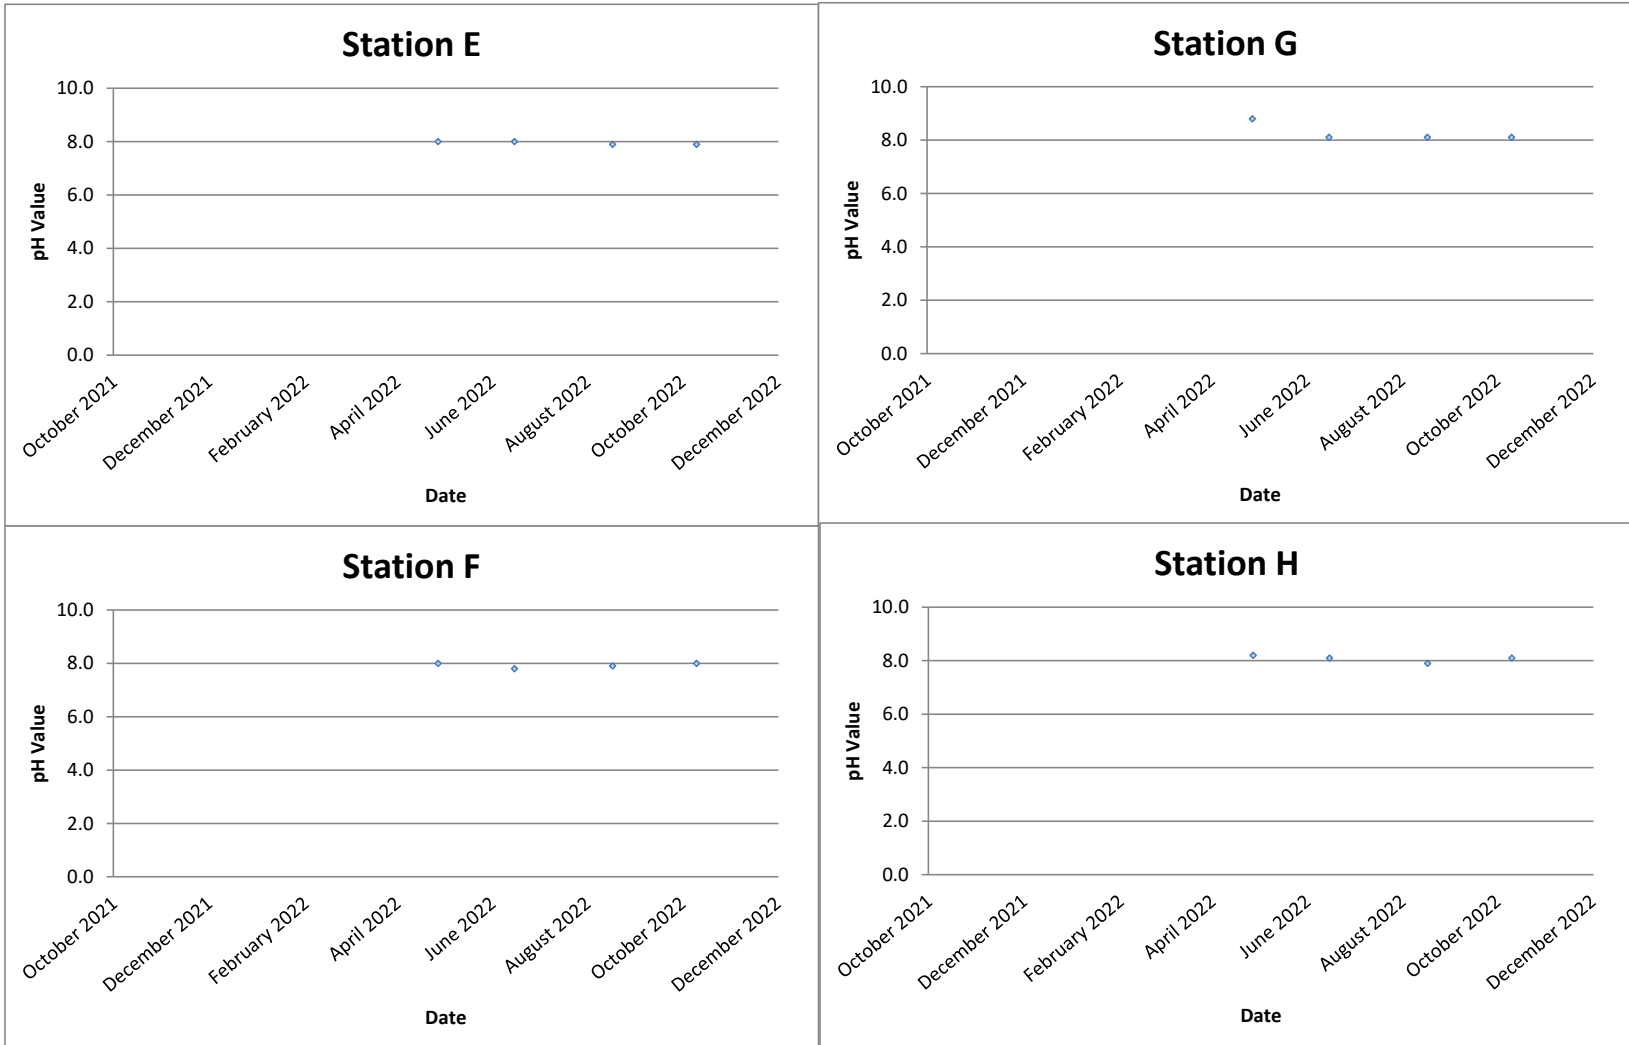 Station E
10.0
8.0
6.0
4.0
2.0
0.0
pH Value
October 2021
December 2021
February 2022
April 2022
June 2022
August 2022
October 2022
December 2022
Date
Station G
10.0
8.0
6.0
4.0
2.0
0.0
pH Value
October 2021
December 2021
February 2022
April 2022
June 2022
August 2022
October 2022
December 2022
Date
Station F
10.0
8.0
6.0
4.0
2.0
0.0
pH Value
October 2021
December 2021
February 2022
April 2022
June 2022
August 2022
October 2022
December 2022
Date
Station H
10.0
8.0
6.0
4.0
2.0
0.0
pH Value
October 2021
December 2021
February 2022
April 2022
June 2022
August 2022
October 2022
December 2022
Date